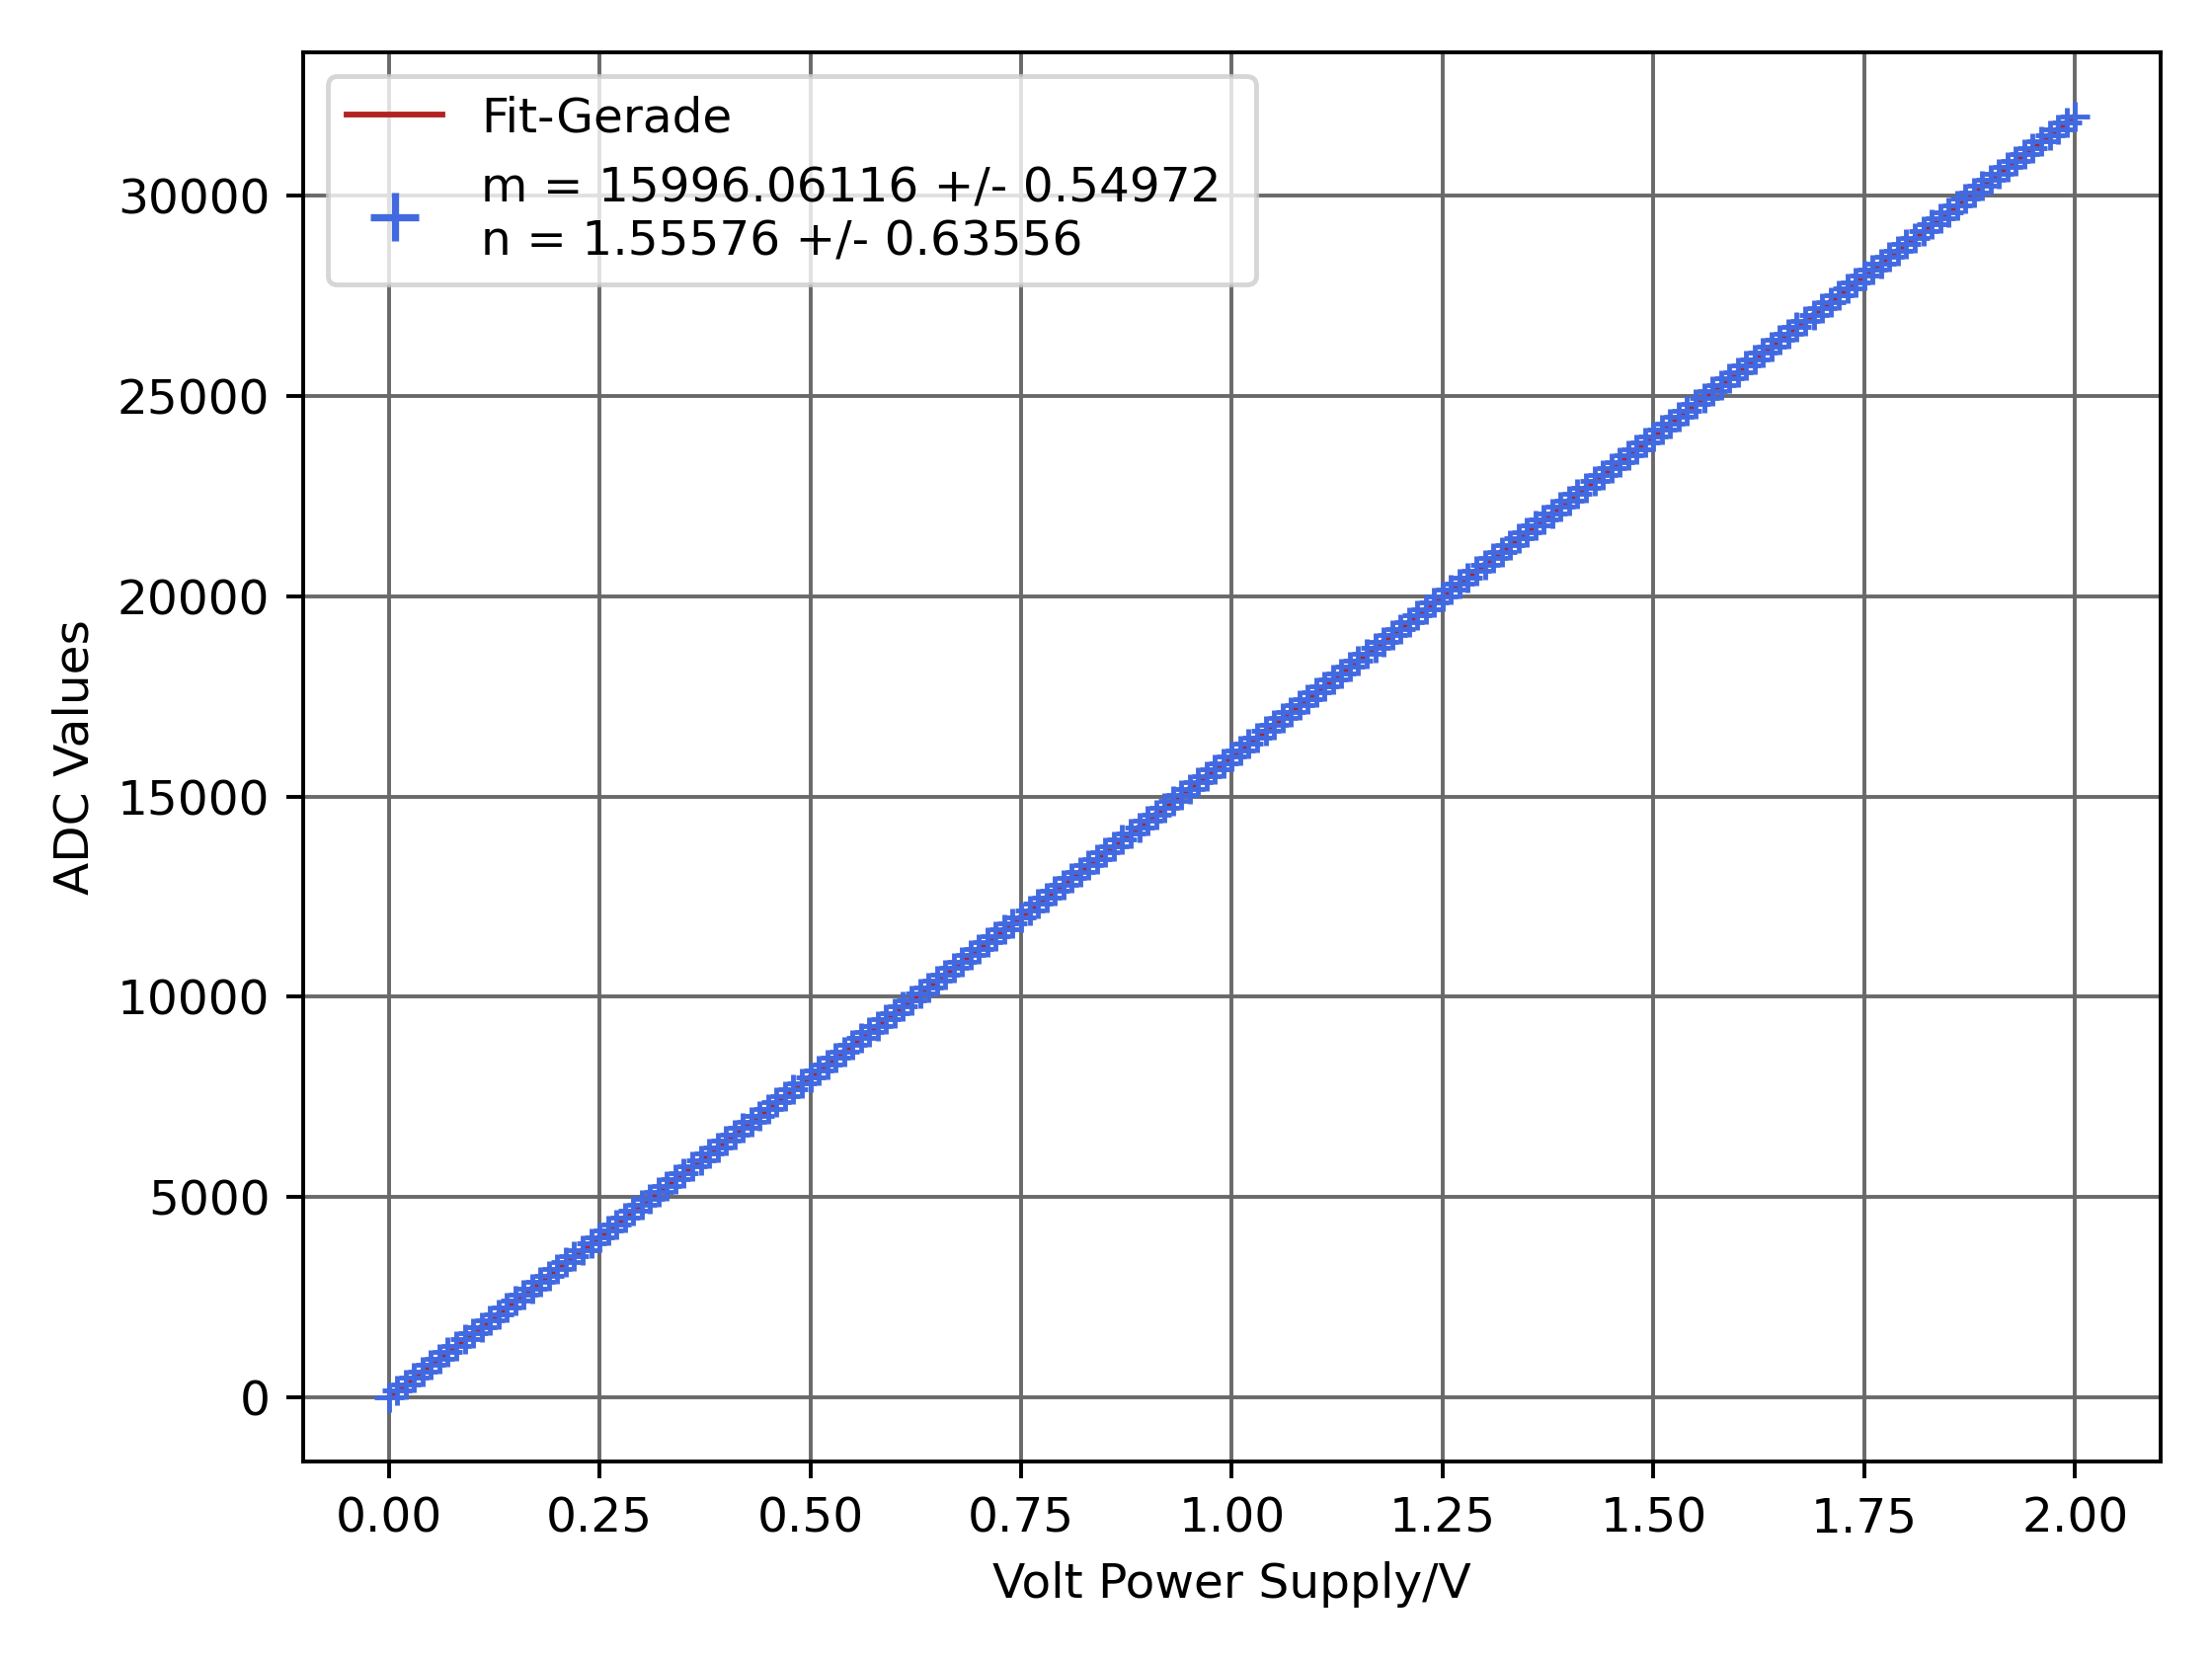 Fit-Gerade
m = 15996.06116 +/- 0.54972
n = 1.55576 +/- 0.63556
30000
25000
20000
15000
10000
5000
0
ADC Values
0.00 0.25 0.50 0.75 1.00 1.25 1.50 1.75 2.00
Volt Power Supply/V